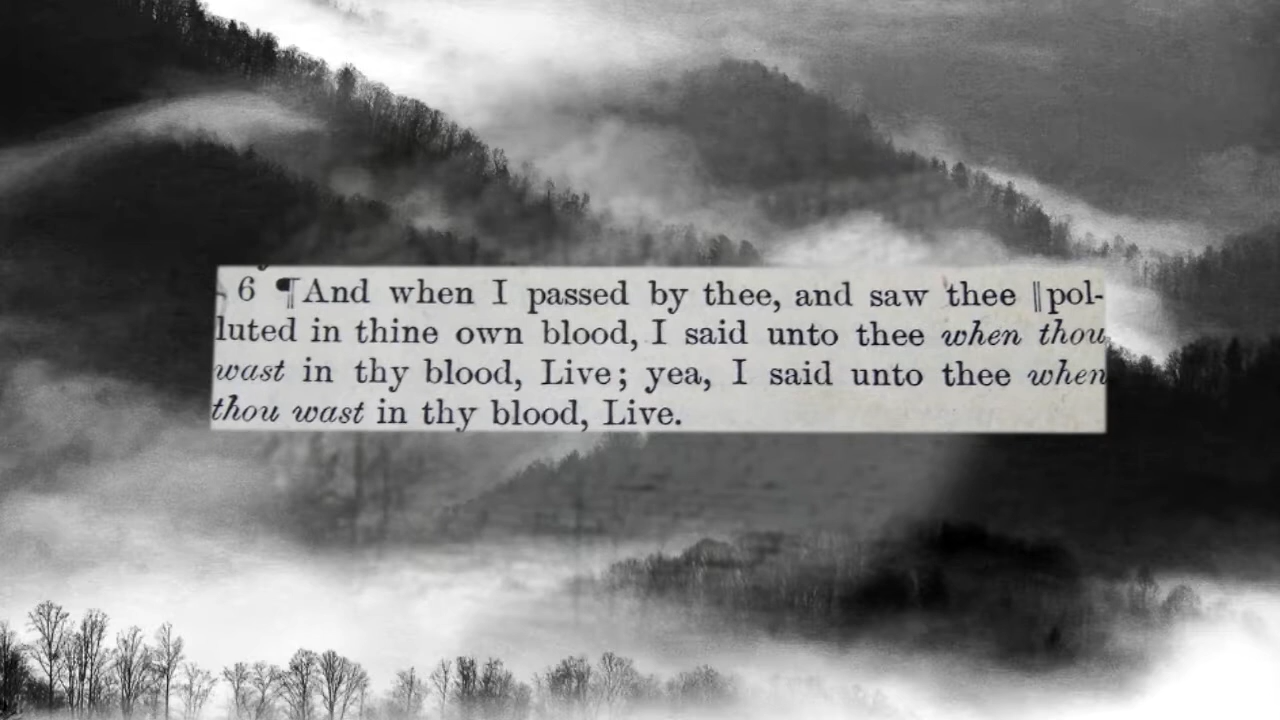 6 ¶And when I passed by thee, and saw thee ‖pol-
luted in thine own blood, I said unto thee when thou
wast in thy blood, Live; yea, I said unto thee when
thou wast in thy blood, Live.